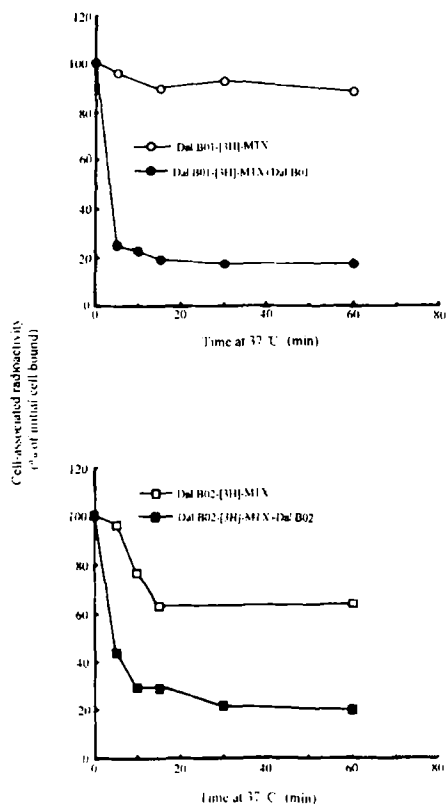 120
100
80
60
40
20
0
Dal B01-[3H]-MTX
Dal B01-[3H]-MTX+Dal B01
0 20 40 60 80
Time at 37 °C (min)
Cell-associated radioactivity
(% of initial cell bound)
120
100
80
60
40
20
0
Dal B02-[3H]-MTX
Dal B02-[3H]-MTX+Dal B02
0 20 40 60 80
Time at 37 °C (min)